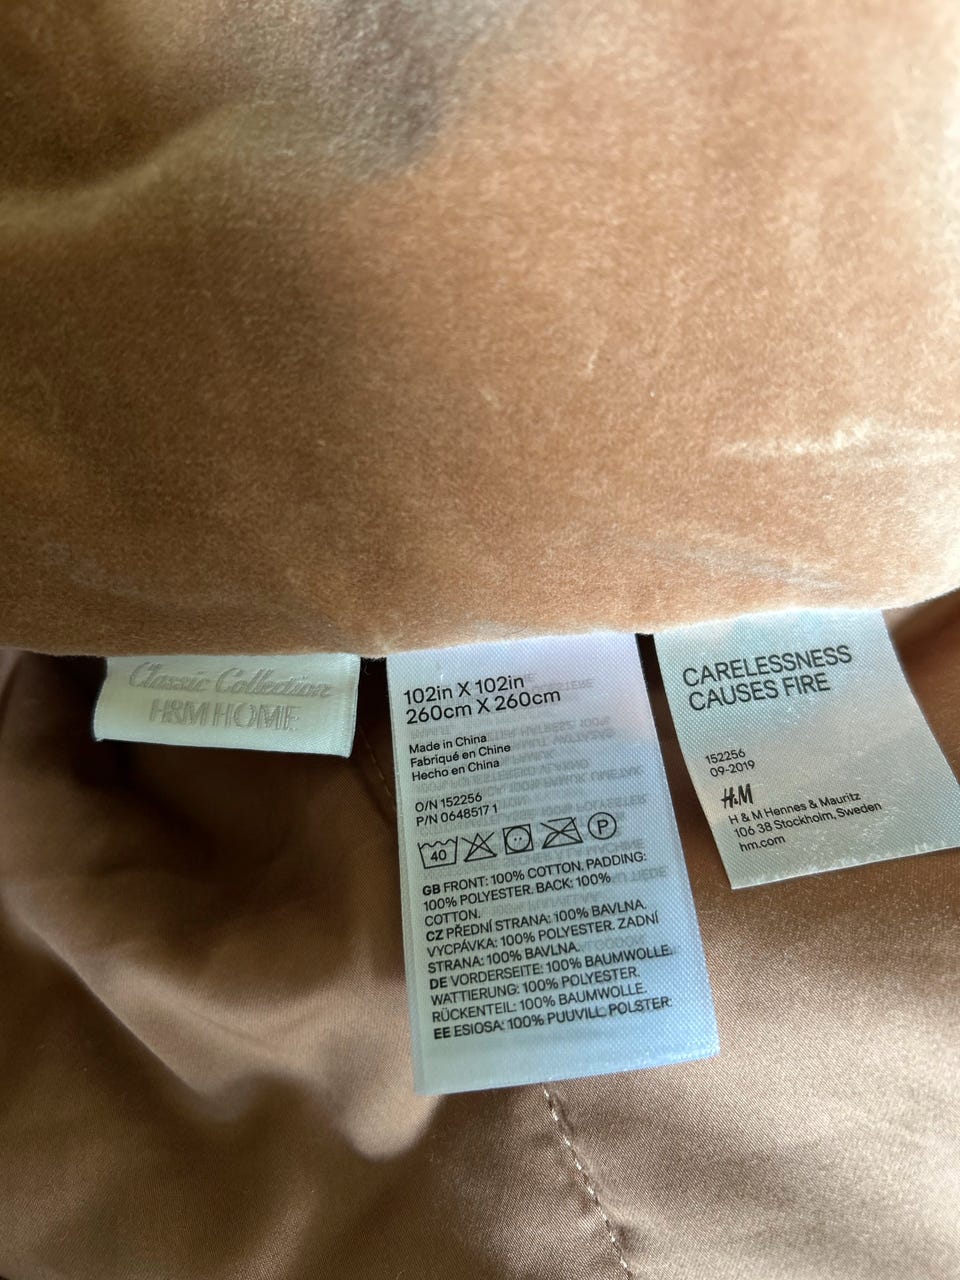 Classic Collection
H&M HOME
102in X 102in
260cm X 260cm
Made in China
Fabriqué en Chine
Hecho en China
O/N 152256
P/N 0648517 1
40
P
GB FRONT: 100% COTTON. PADDING:
100% POLYESTER. BACK: 100%
COTTON.
CZ PŘEDNÍ STRANA: 100% BAVLNA.
VYCPÁVKA: 100% POLYESTER. ZADNÍ
STRANA: 100% BAVLNA.
DE VORDERSEITE: 100% BAUMWOLLE.
WATTIERUNG: 100% POLYESTER.
RÜCKENTEIL: 100% BAUMWOLLE.
EE ESIOSA: 100% PUUVILL. POLSTER:
CARELESSNESS
CAUSES FIRE
152256
09-2019
H&M
H & M Hennes & Mauritz
106 38 Stockholm, Sweden
hm.com